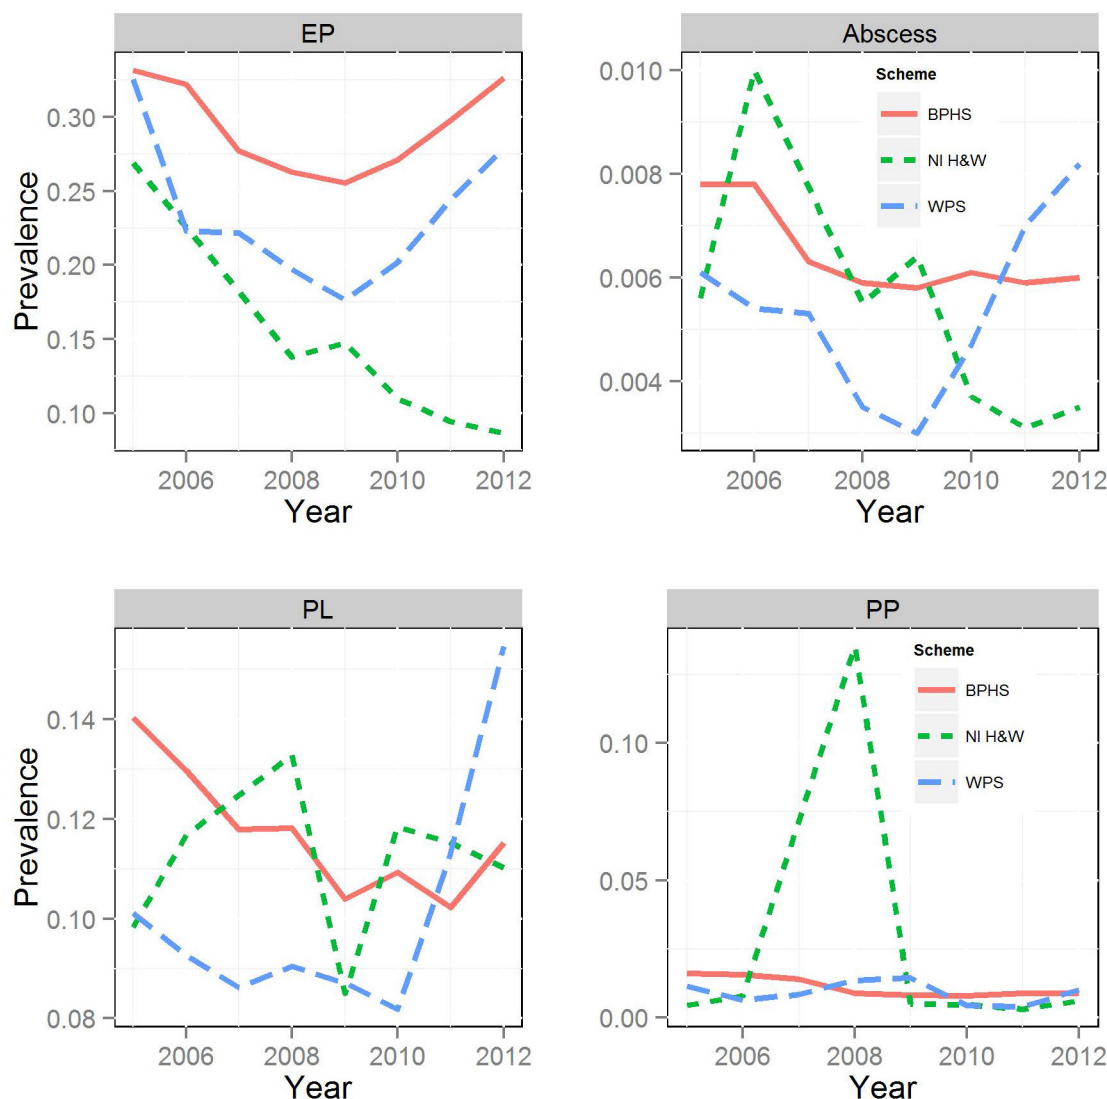 EP
Prevalence
0.30
0.25
0.20
0.15
0.10
2006 2008 2010 2012
Year
Abscess
0.010
0.008
0.006
0.004
Scheme
BPHS
NI H&W
WPS
2006 2008 2010 2012
Year
PL
Prevalence
0.14
0.12
0.10
0.08
2006 2008 2010 2012
Year
PP
0.10
0.05
0.00
Scheme
BPHS
NI H&W
WPS
2006 2008 2010 2012
Year